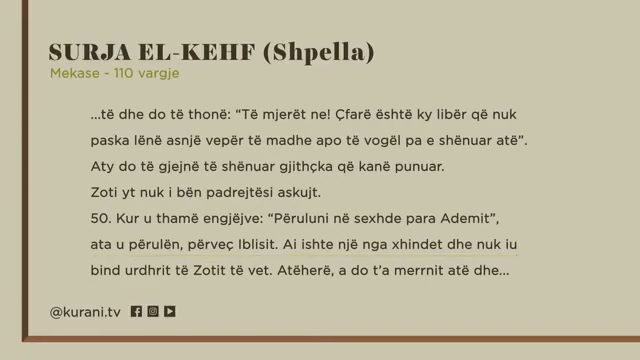 SURJA EL-KEHF (Shpella)
Mekase - 110 vargje
...të dhe do të thonë: “Të mjerët ne! Çfarë është ky libër që nuk
paska lënë asnjë vepër të madhe apo të vogël pa e shënuar atë”.
Aty do të gjejnë të shënuar gjithçka që kanë punuar.
Zoti yt nuk i bën padrejtësi askujt.
50. Kur u thamë engjëjve: “Përuluni në sexhde para Ademit”,
ata u përulën, përveç Iblisit. Ai ishte një nga xhindet dhe nuk iu
bind urdhrit të Zotit të vet. Atëherë, a do t’a merrnit atë dhe...
@kurani.tv